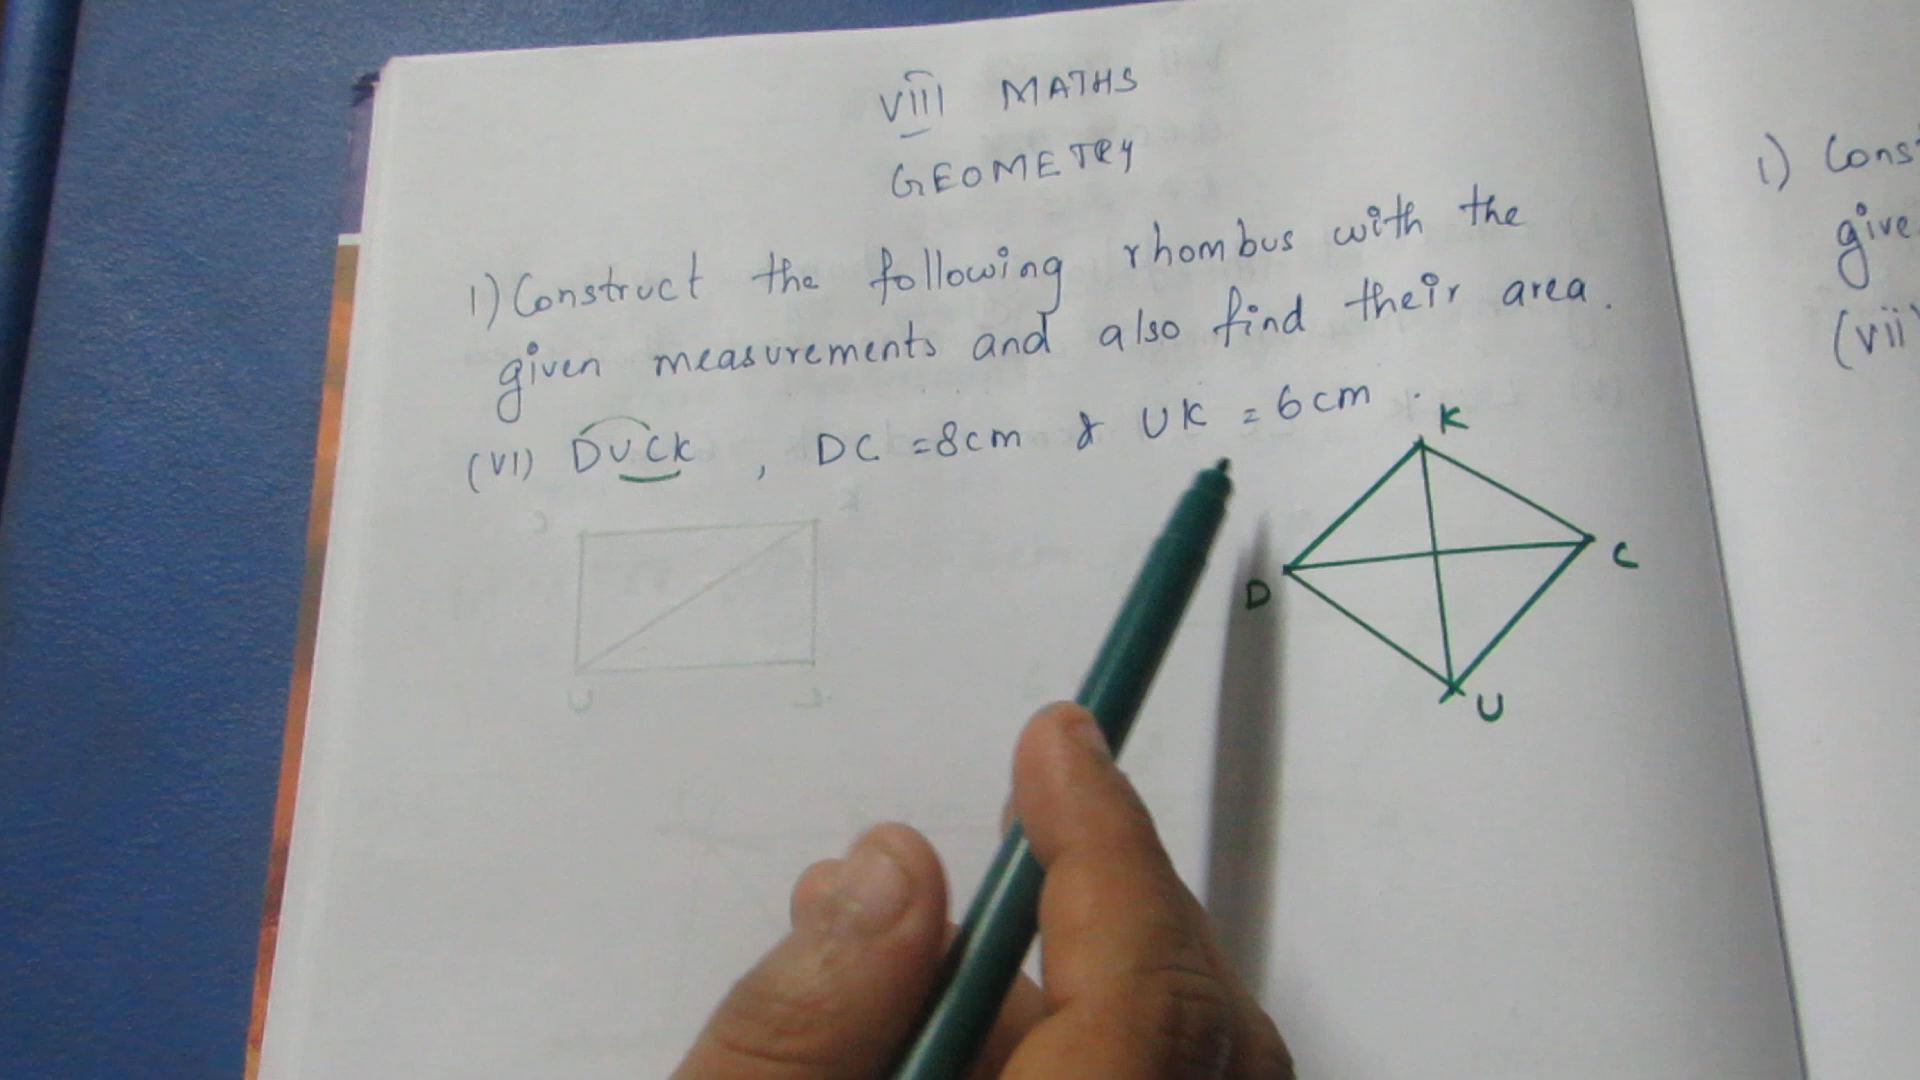 VIII MATHS
GEOMETRY
1) Construct the following rhombus with the
given measurements and also find their area.
(VI) DUCK , DC = 8cm & UK = 6cm .
K
D
C
U
1) Cons
give
(vii)